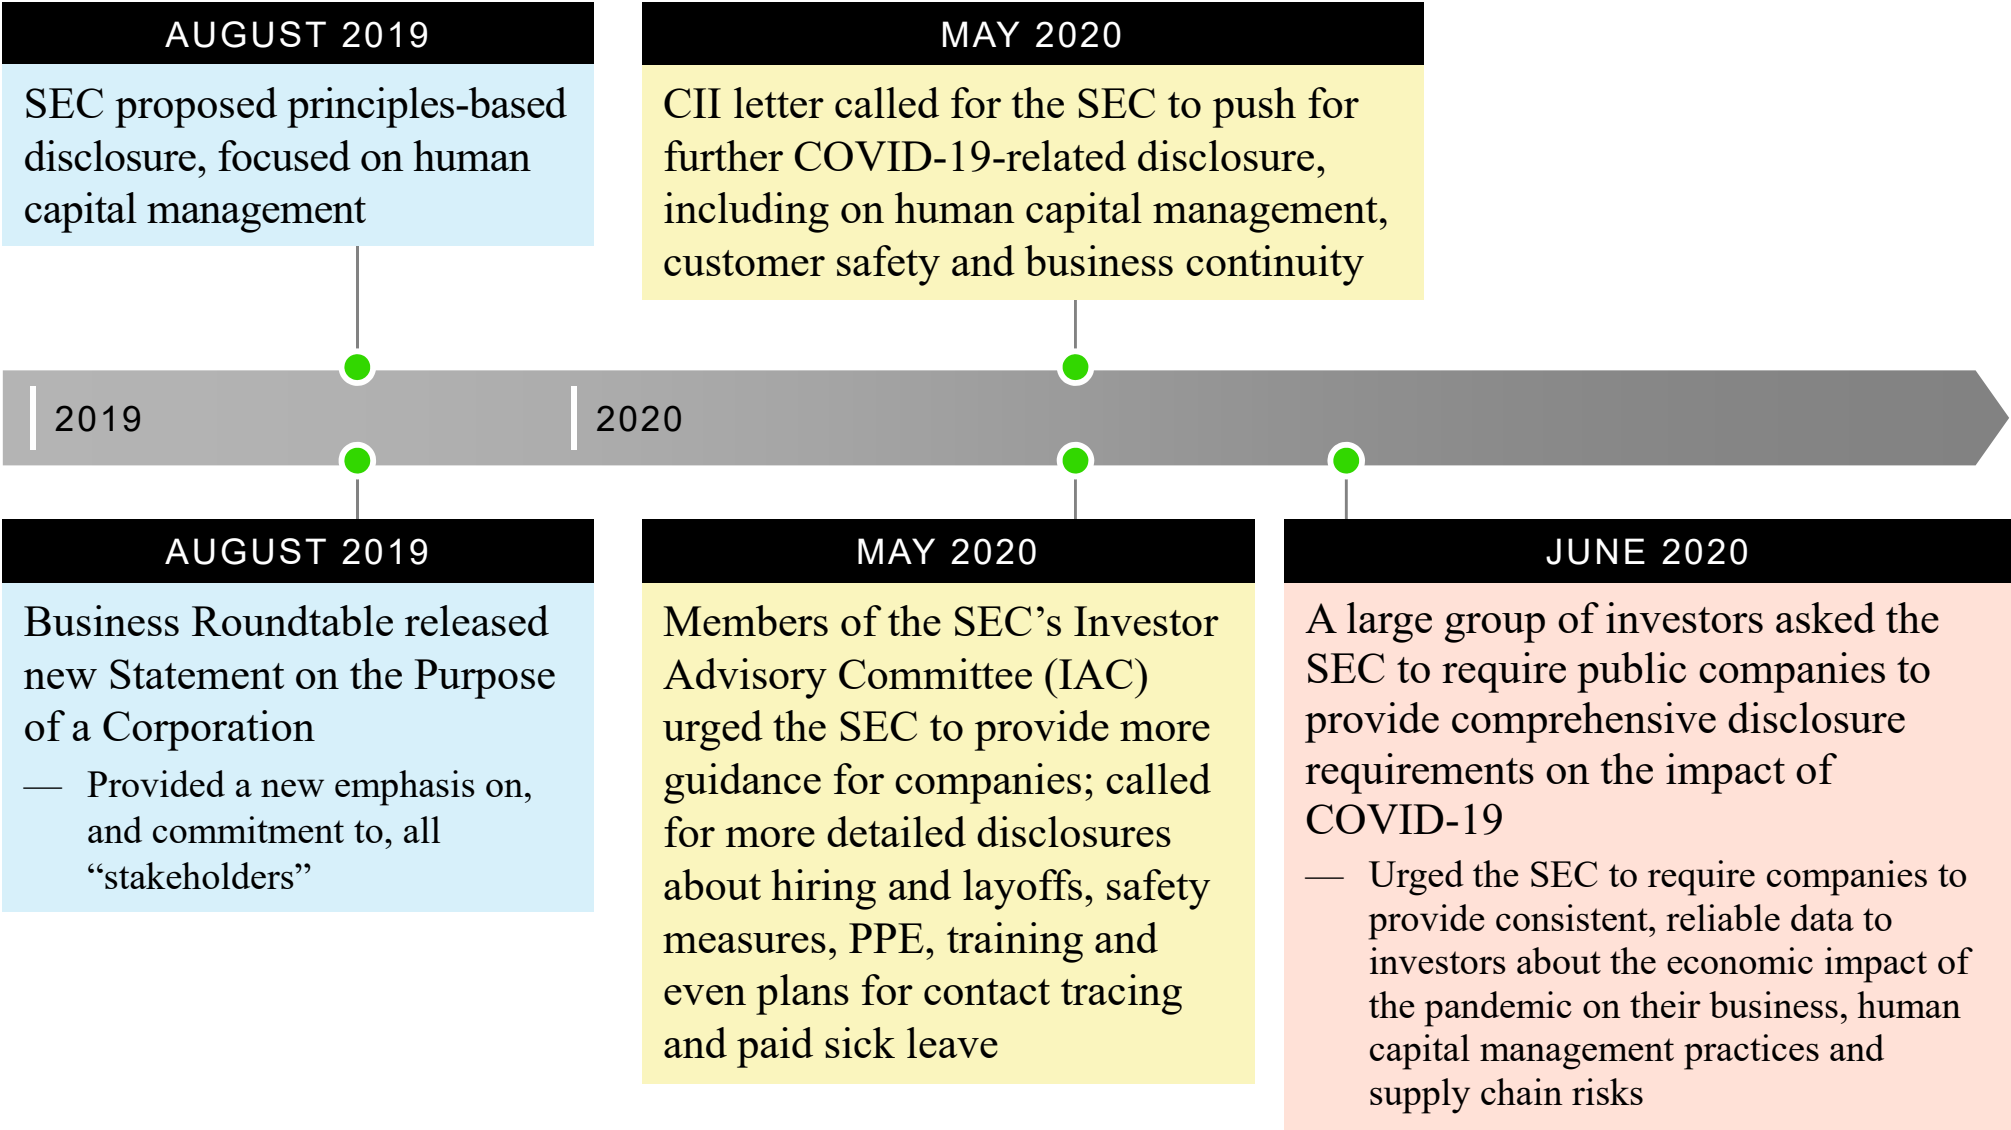 AUGUST 2019
SEC proposed principles-based
disclosure, focused on human
capital management
MAY 2020
CII letter called for the SEC to push for
further COVID-19-related disclosure,
including on human capital management,
customer safety and business continuity
2019
2020
AUGUST 2019
Business Roundtable released
new Statement on the Purpose
of a Corporation
— Provided a new emphasis on,
and commitment to, all
“stakeholders”
MAY 2020
Members of the SEC’s Investor
Advisory Committee (IAC)
urged the SEC to provide more
guidance for companies; called
for more detailed disclosures
about hiring and layoffs, safety
measures, PPE, training and
even plans for contact tracing
and paid sick leave
JUNE 2020
A large group of investors asked the
SEC to require public companies to
provide comprehensive disclosure
requirements on the impact of
COVID-19
— Urged the SEC to require companies to
provide consistent, reliable data to
investors about the economic impact of
the pandemic on their business, human
capital management practices and
supply chain risks